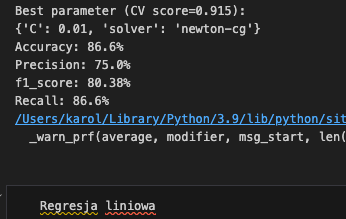 Best parameter (CV score=0.915):
{'C': 0.01, 'solver': 'newton-cg'}
Accuracy: 86.6%
Precision: 75.0%
f1_score: 80.38%
Recall: 86.6%
/Users/karol/Library/Python/3.9/lib/python/sit
_warn_prf(average, modifier, msg_start, len(
Regresja liniowa